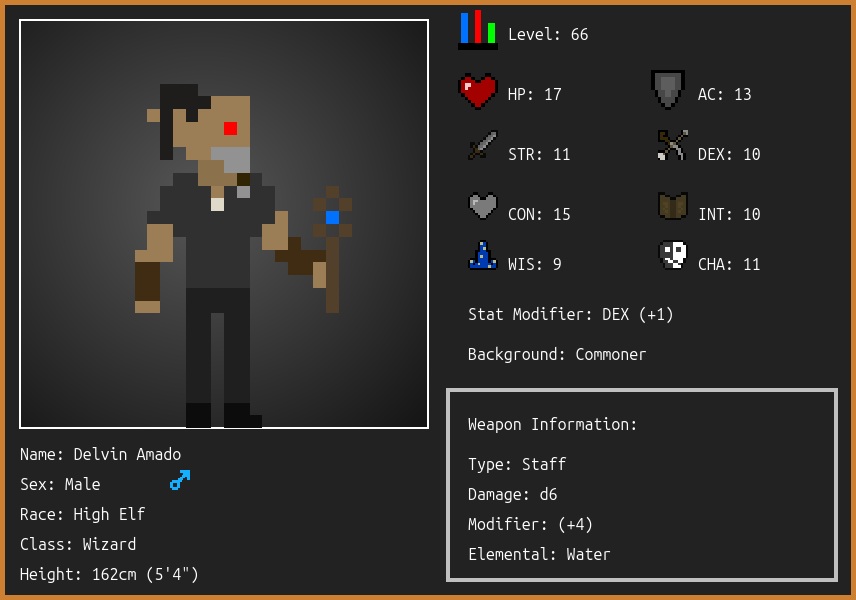 Level: 66
HP: 17
AC: 13
STR: 11
DEX: 10
CON: 15
INT: 10
WIS: 9
CHA: 11
Stat Modifier: DEX (+1)
Background: Commoner
Weapon Information:
Type: Staff
Damage: d6
Modifier: (+4)
Elemental: Water
Name: Delvin Amado
Sex: Male
Race: High Elf
Class: Wizard
Height: 162cm (5'4")